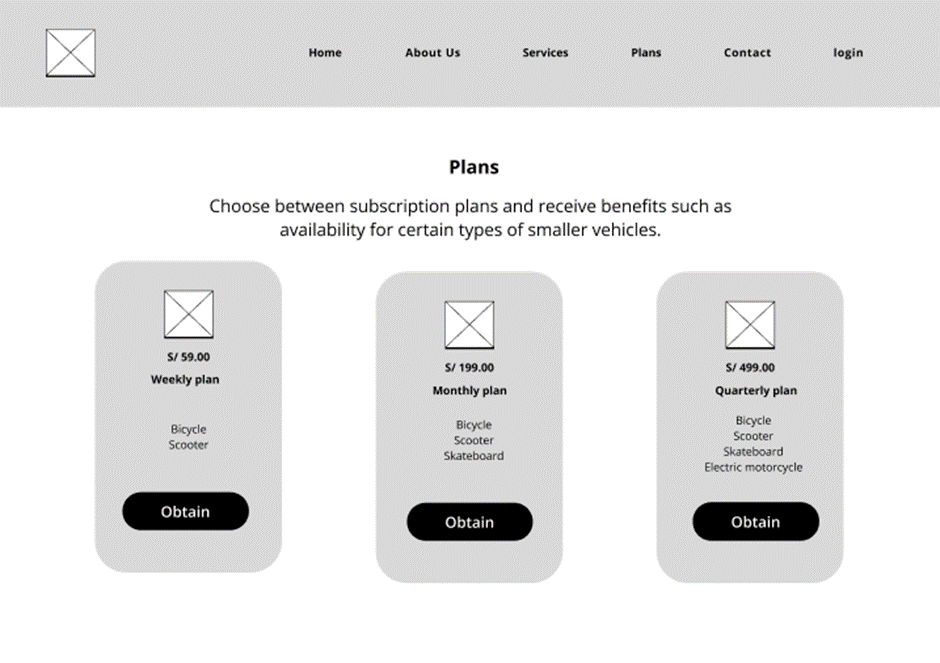 Home
About Us
Services
Plans
Contact
login
Plans
Choose between subscription plans and receive benefits such as
availability for certain types of smaller vehicles.
S/ 59.00
Weekly plan
Bicycle
Scooter
Obtain
S/ 199.00
Monthly plan
Bicycle
Scooter
Skateboard
Obtain
S/ 499.00
Quarterly plan
Bicycle
Scooter
Skateboard
Electric motorcycle
Obtain